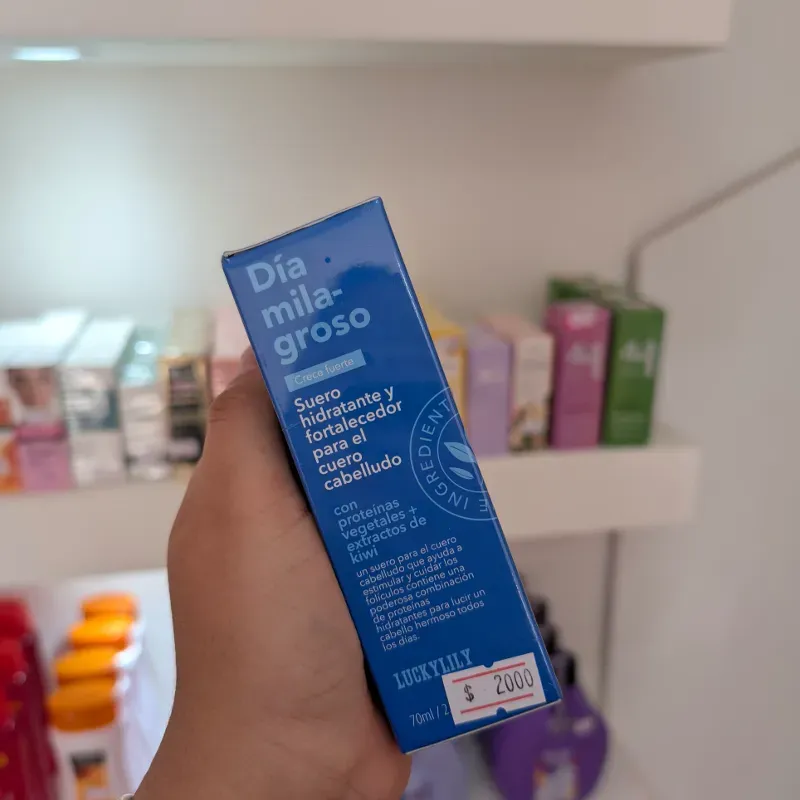 Día
mila-
groso
Crece fuerte
Suero
hidratante y
fortalecedor
para el
cuero
cabelludo
INGREDIENT
con
proteínas
vegetales +
extractos de
kiwi
un suero para el cuero
cabelludo que ayuda a
estimular y cuidar los
folículos contiene una
poderosa combinación
de proteínas
hidratantes para lucir un
cabello hermoso todos
los días.
LUCKYLILY
$ 2000
70ml / 2